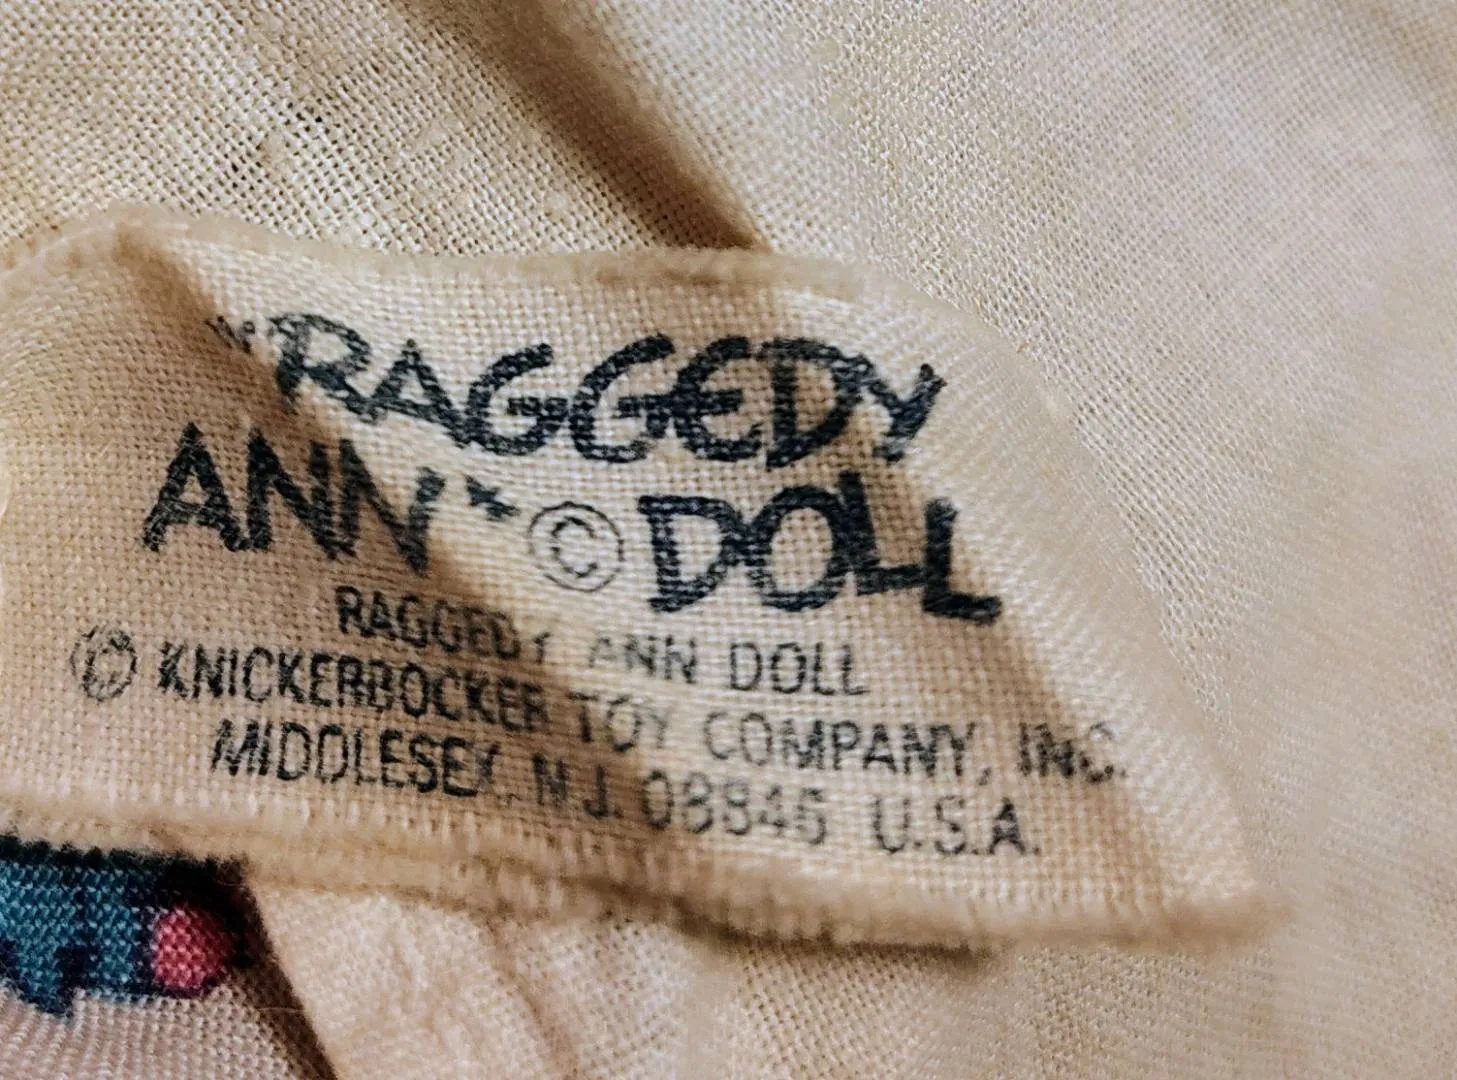 "RAGGEDY
ANN"* © DOLL
RAGGEDY ANN DOLL
© KNICKERBOCKER TOY COMPANY, INC.
MIDDLESEX, N.J. 08846 U.S.A.